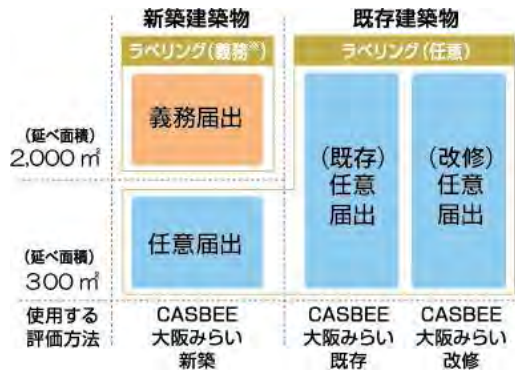 新築建築物
既存建築物
ラベリング(義務※)
ラベリング(任意)
義務届出
(延べ面積)
2,000㎡
(既存)
任意
届出
(改修)
任意
届出
任意届出
(延べ面積)
300㎡
使用する
評価方法
CASBEE
大阪みらい
新築
CASBEE
大阪みらい
既存
CASBEE
大阪みらい
改修